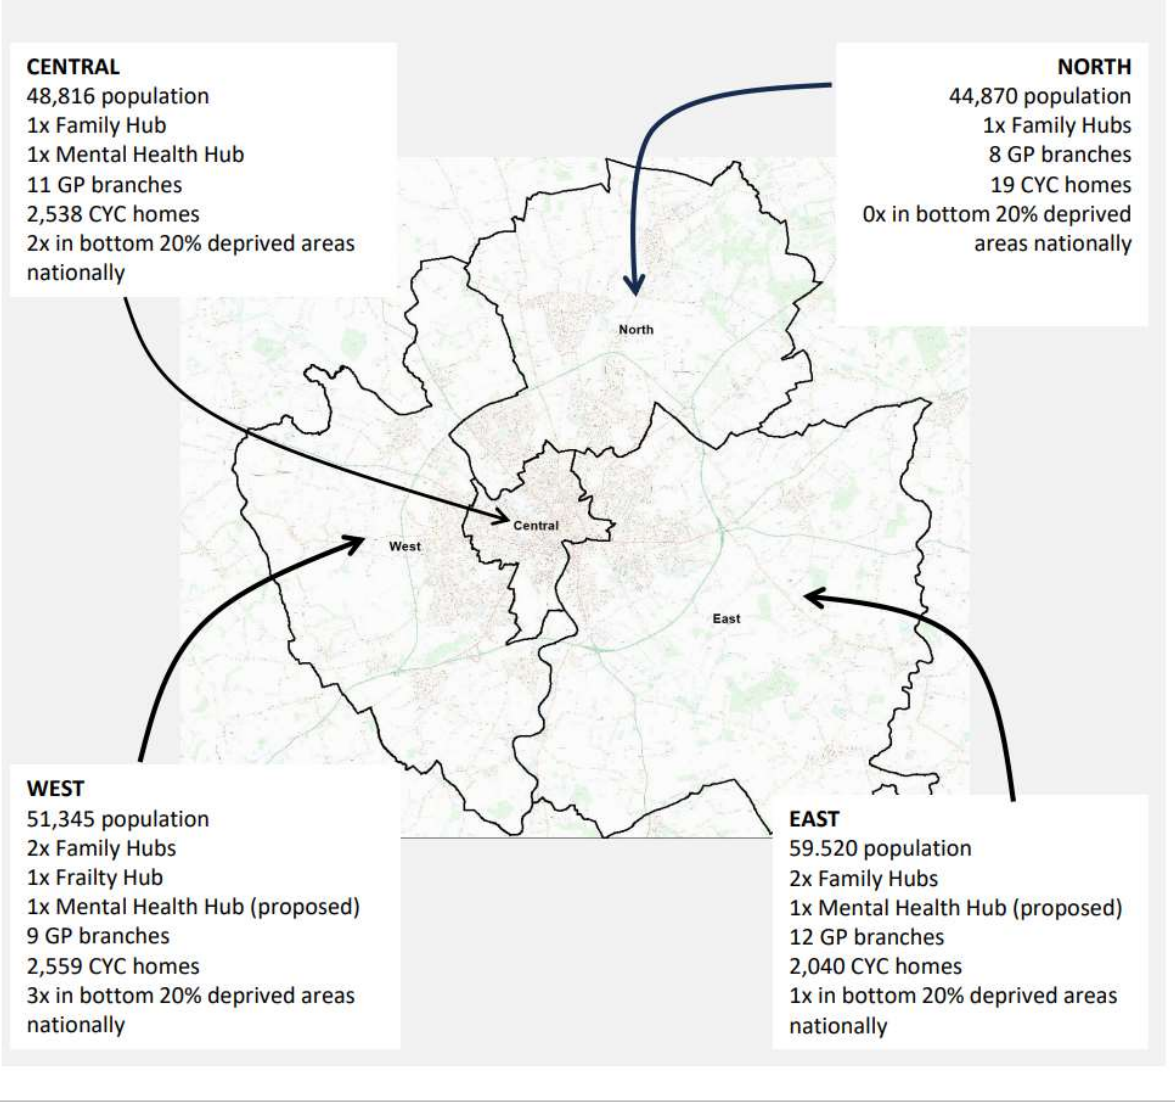 CENTRAL
48,816 population
1x Family Hub
1x Mental Health Hub
11 GP branches
2,538 CYC homes
2x in bottom 20% deprived areas
nationally
NORTH
44,870 population
1x Family Hubs
8 GP branches
19 CYC homes
0x in bottom 20% deprived
areas nationally
North
Central
West
East
WEST
51,345 population
2x Family Hubs
1x Frailty Hub
1x Mental Health Hub (proposed)
9 GP branches
2,559 CYC homes
3x in bottom 20% deprived areas
nationally
EAST
59.520 population
2x Family Hubs
1x Mental Health Hub (proposed)
12 GP branches
2,040 CYC homes
1x in bottom 20% deprived areas
nationally